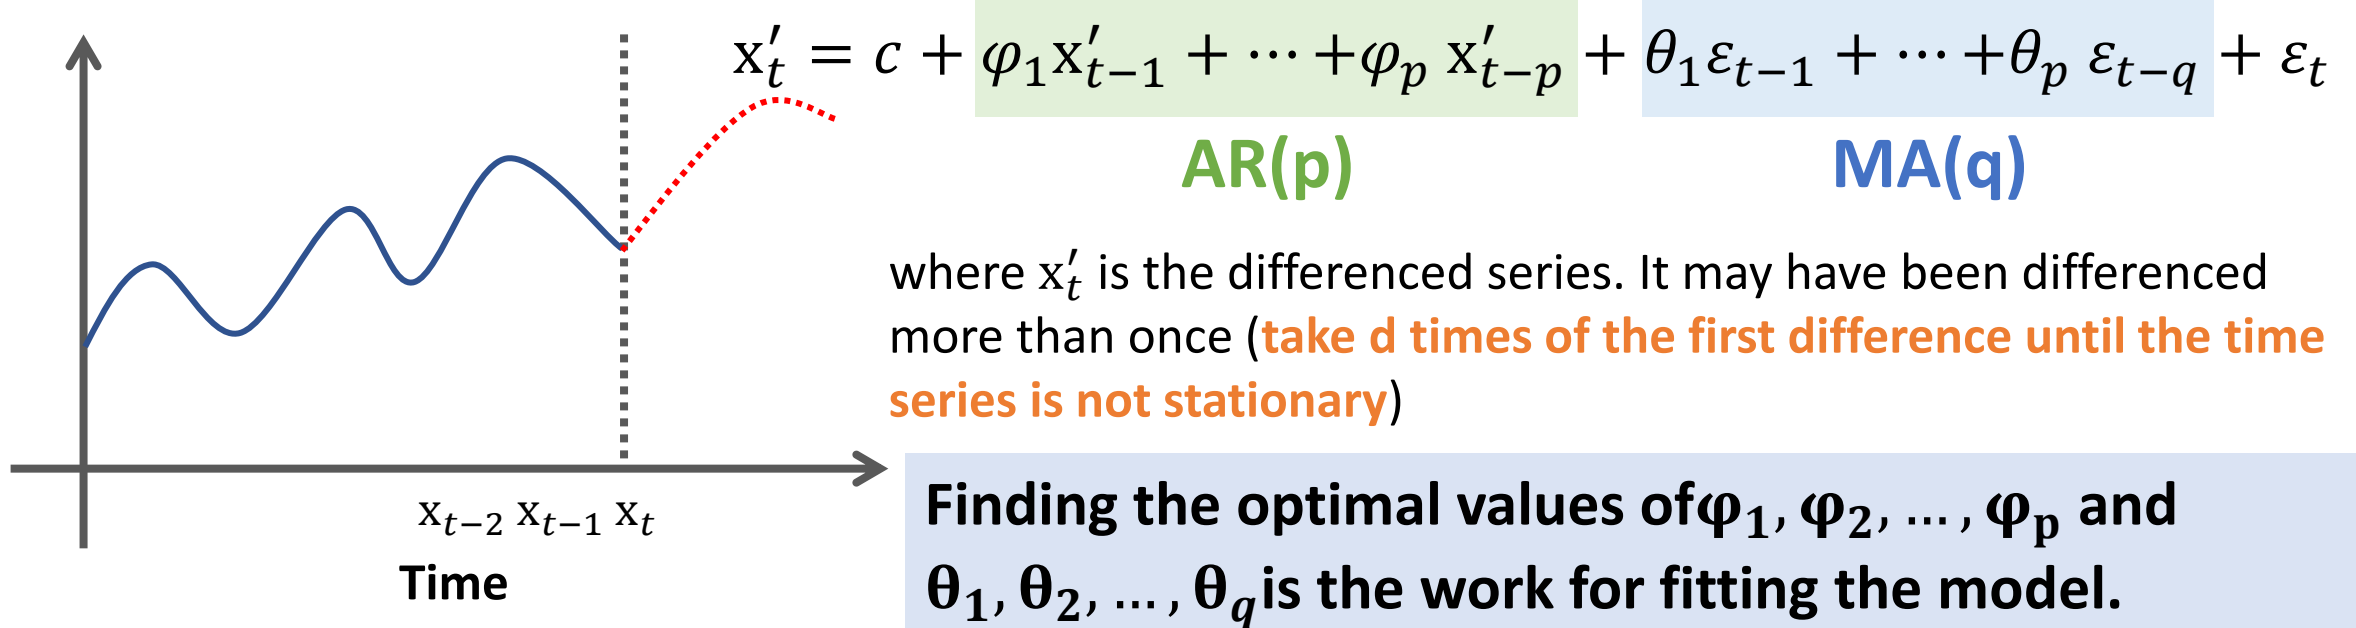 x′ₜ = c + φ₁x′ₜ₋₁ + ⋯ +φₚ x′ₜ₋ₚ + θ₁εₜ₋₁ + ⋯ +θₚ εₜ₋q + εₜ
AR(p) MA(q)
where x′ₜ is the differenced series. It may have been differenced
more than once (take d times of the first difference until the time
series is not stationary)
xₜ₋₂ xₜ₋₁ xₜ
Time
Finding the optimal values ofφ₁, φ₂, … , φₚ and
θ₁, θ₂, … , θq is the work for fitting the model.